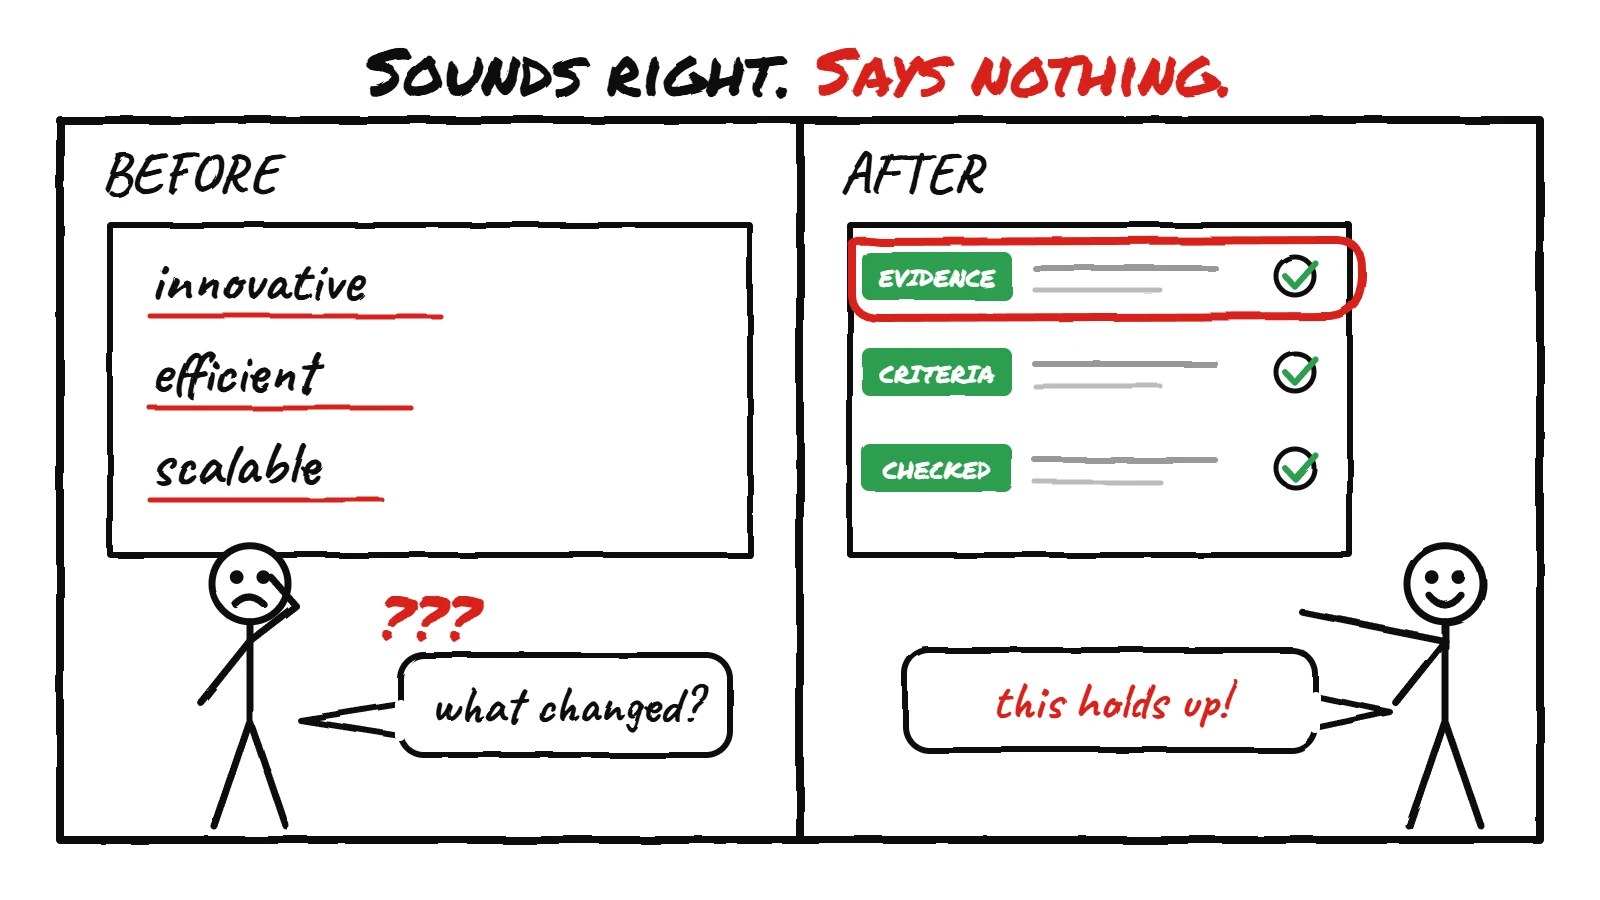 SOUNDS RIGHT. SAYS NOTHING.
BEFORE
innovative
efficient
scalable
???
what changed?
AFTER
EVIDENCE
CRITERIA
CHECKED
this holds up!